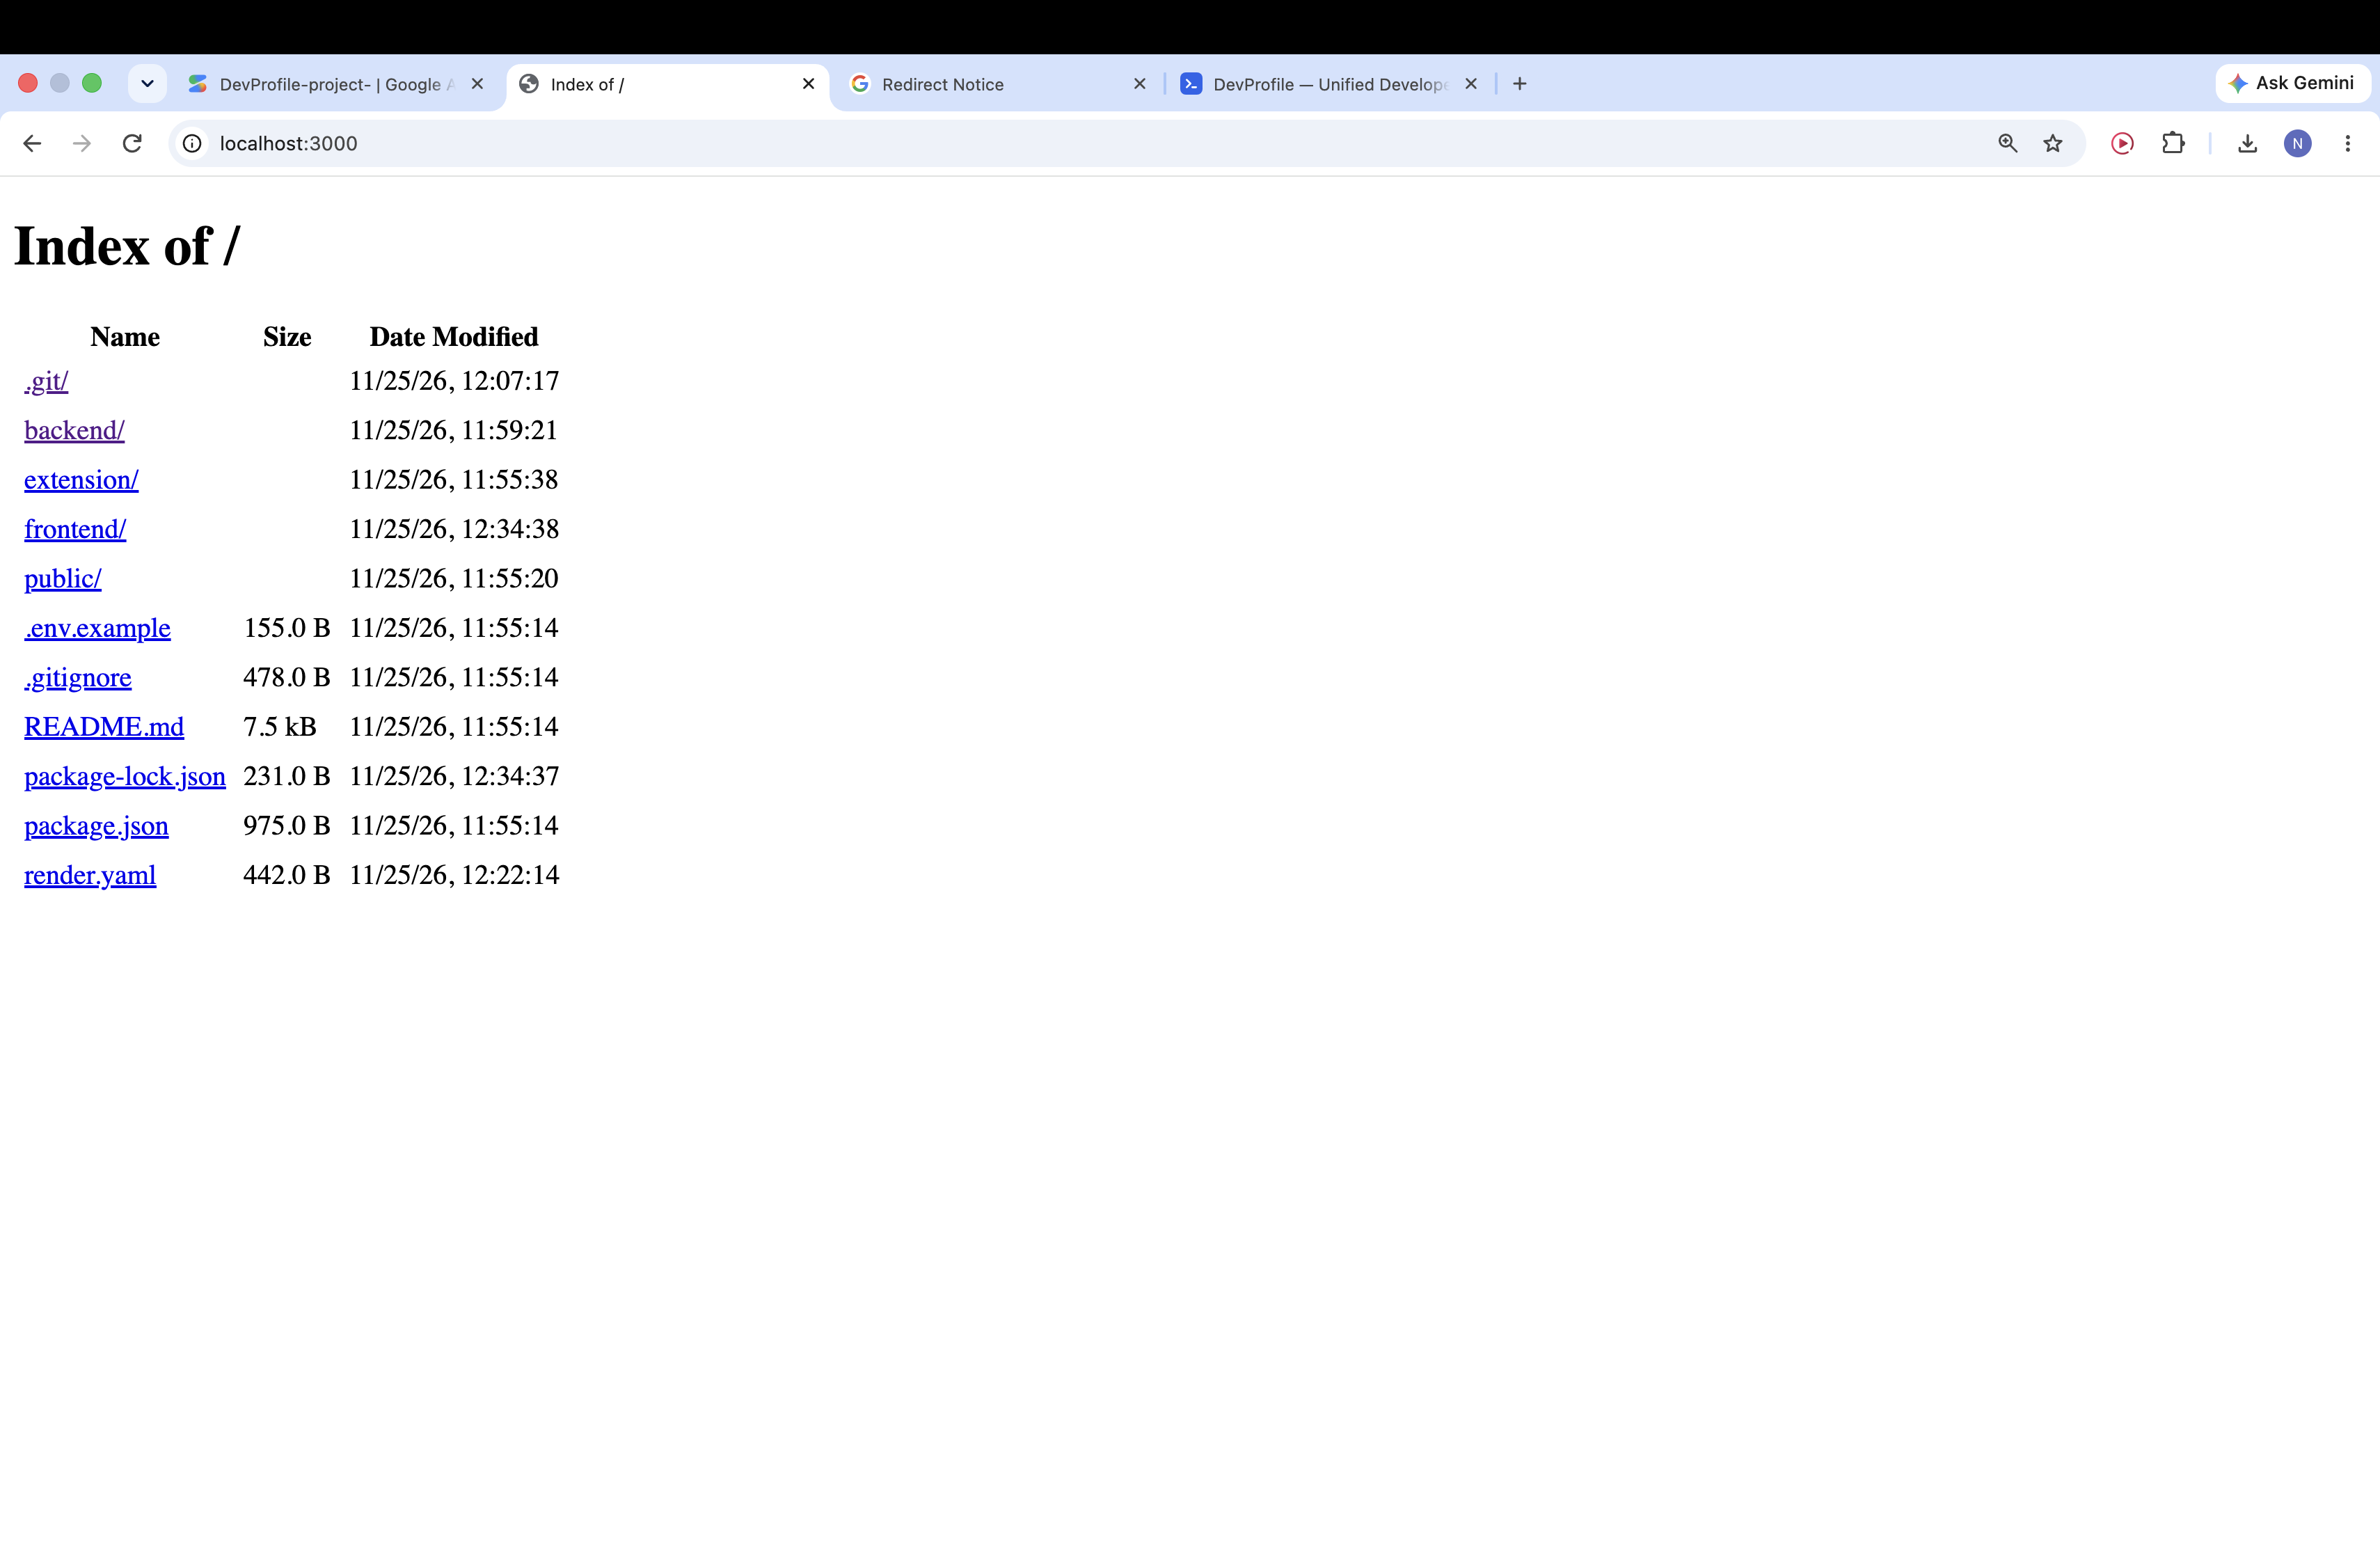 DevProfile-project- | Google A
Index of /
Redirect Notice
DevProfile — Unified Develope
Ask Gemini
localhost:3000
N
Index of /
Name Size Date Modified
.git/ 11/25/26, 12:07:17
backend/ 11/25/26, 11:59:21
extension/ 11/25/26, 11:55:38
frontend/ 11/25/26, 12:34:38
public/ 11/25/26, 11:55:20
.env.example 155.0 B 11/25/26, 11:55:14
.gitignore 478.0 B 11/25/26, 11:55:14
README.md 7.5 kB 11/25/26, 11:55:14
package-lock.json 231.0 B 11/25/26, 12:34:37
package.json 975.0 B 11/25/26, 11:55:14
render.yaml 442.0 B 11/25/26, 12:22:14